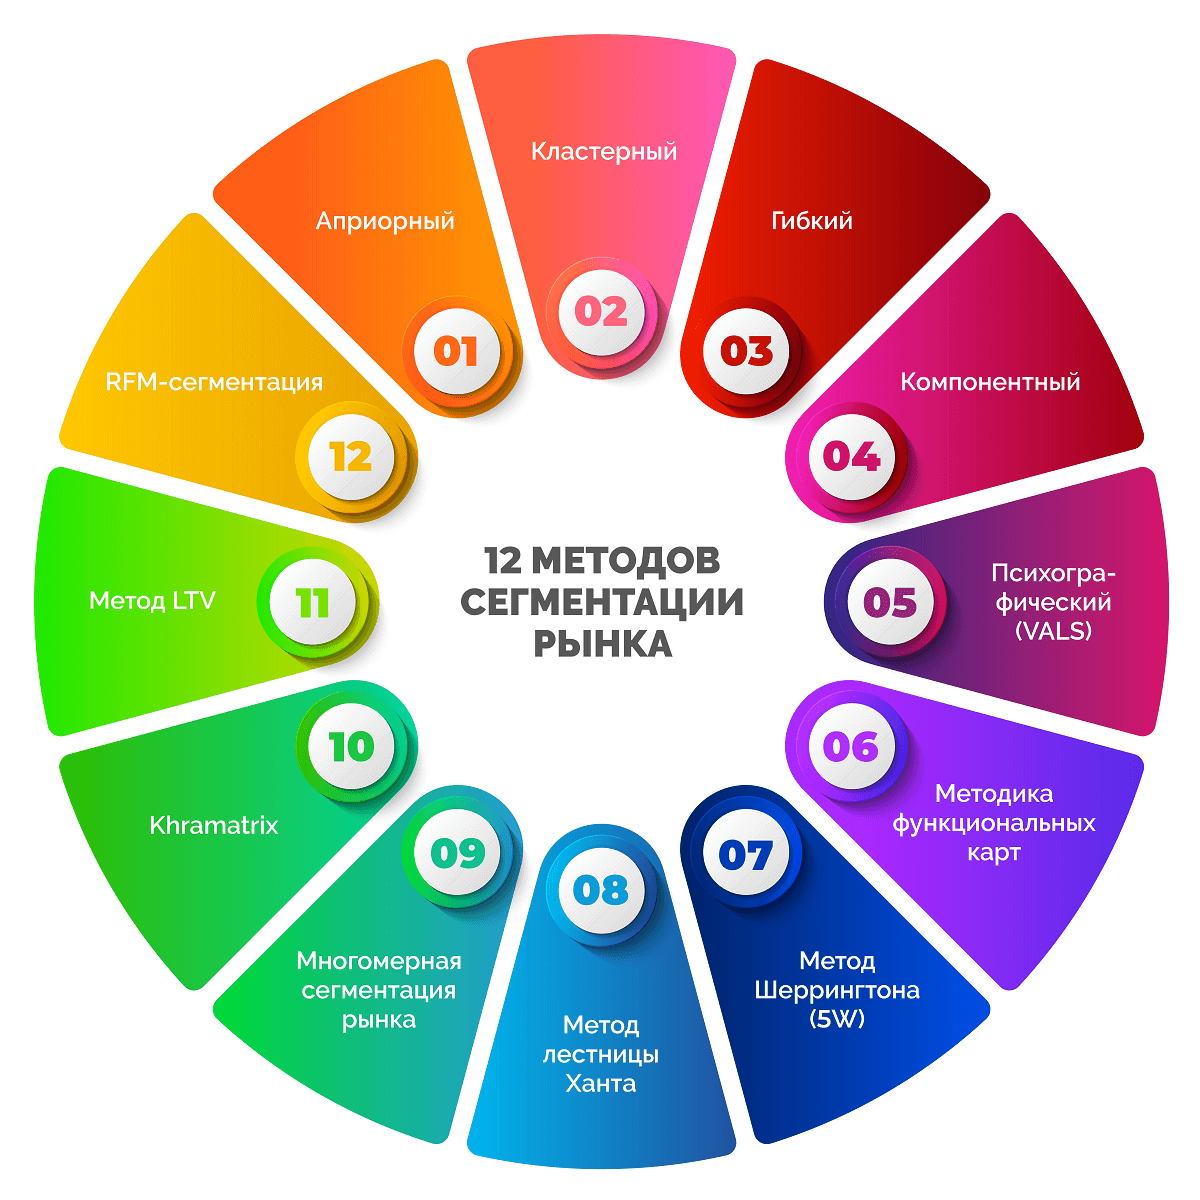 12 МЕТОДОВ
СЕГМЕНТАЦИИ
РЫНКА
01
Априорный
02
Кластерный
03
Гибкий
04
Компонентный
05
Психогра-
фический
(VALS)
06
Методика
функциональных
карт
07
Метод
Шеррингтона
(5W)
08
Метод
лестницы
Ханта
09
Многомерная
сегментация
рынка
10
Khramatrix
11
Метод LTV
12
RFM-сегментация